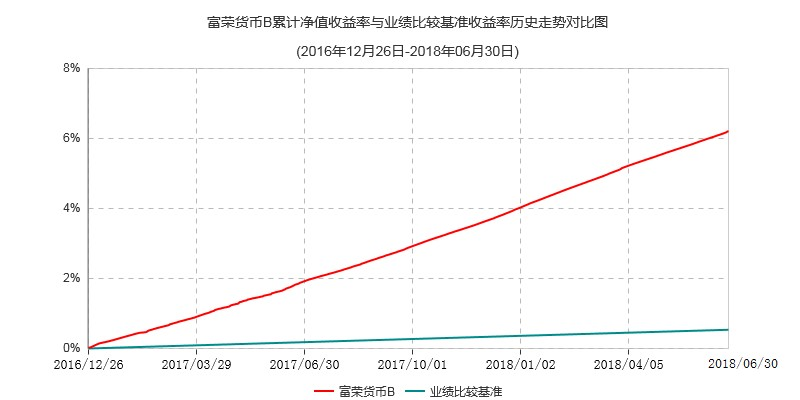 富荣货币B累计净值收益率与业绩比较基准收益率历史走势对比图
(2016年12月26日-2018年06月30日)
8%
6%
4%
2%
0%
2016/12/26 2017/03/29 2017/06/30 2017/10/01 2018/01/02 2018/04/05 2018/06/30
富荣货币B 业绩比较基准